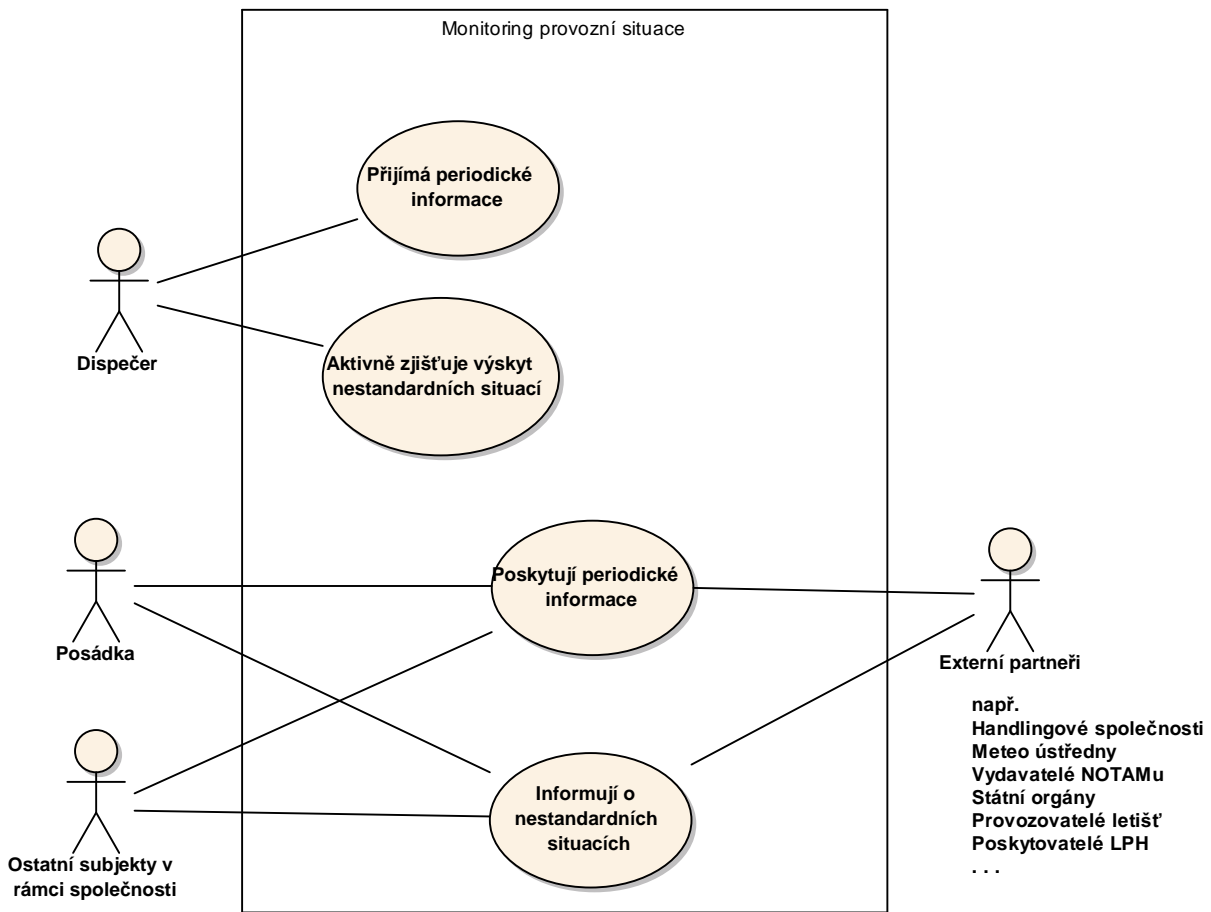 Monitoring provozní situace
Přijímá periodické
informace
Dispečer
Aktivně zjišťuje výskyt
nestandardních situací
Posádka
Poskytují periodické
informace
Externí partneři
např.
Handlingové společnosti
Meteo ústředny
Vydavatelé NOTAMu
Státní orgány
Provozovatelé letišť
Poskytovatelé LPH
. . .
Informují o
nestandardních
situacích
Ostatní subjekty v
rámci společnosti